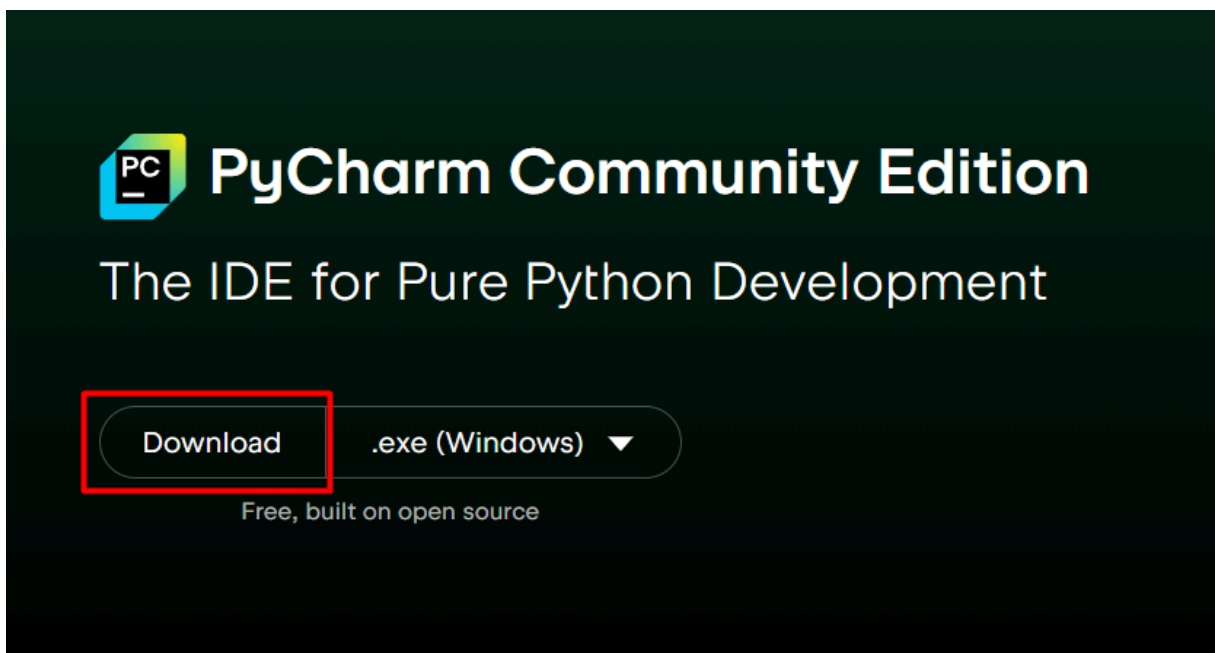 PC
PyCharm Community Edition
The IDE for Pure Python Development
Download .exe (Windows)
Free, built on open source